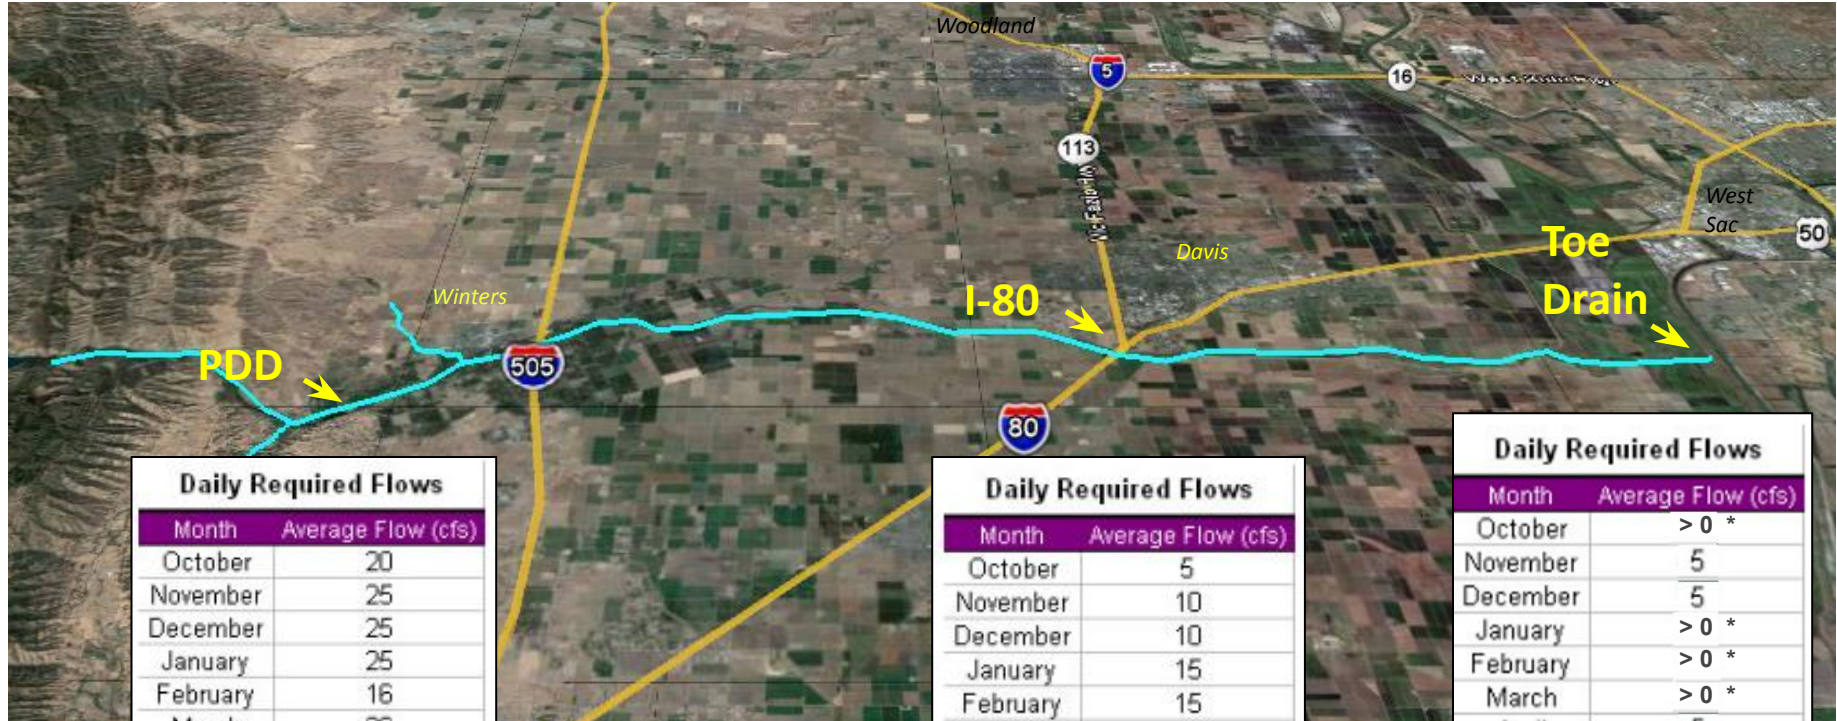 Woodland
5
16
113
West
Sac
50
Davis
Toe
Drain
Winters
I-80
PDD
505
80
Daily Required Flows
Month Average Flow (cfs)
October 20
November 25
December 25
January 25
February 16
Daily Required Flows
Month Average Flow (cfs)
October 5
November 10
December 10
January 15
February 15
Daily Required Flows
Month Average Flow (cfs)
October > 0 *
November 5
December 5
January > 0 *
February > 0 *
March > 0 *